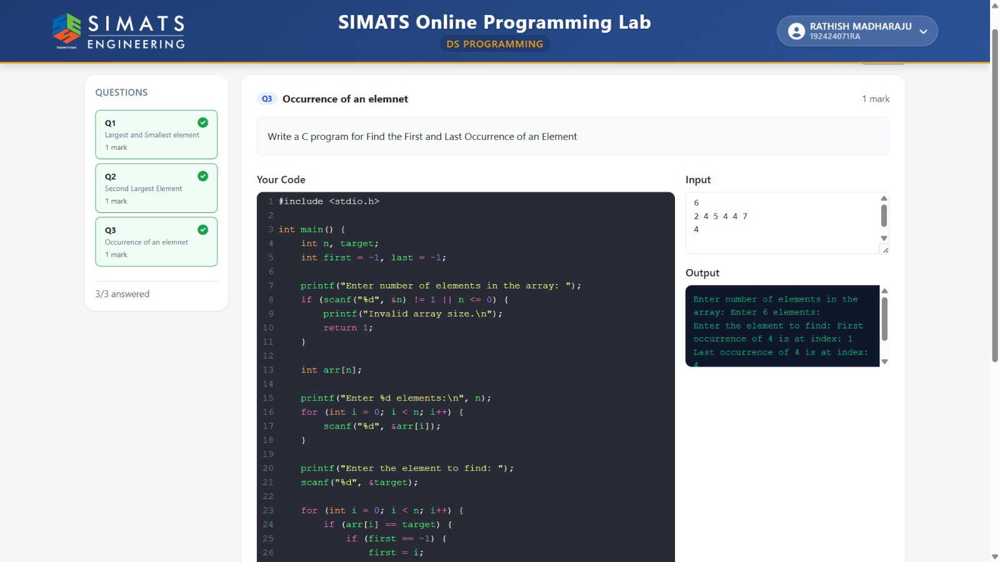 SIMATS
ENGINEERING
Engineer to Excel
SIMATS Online Programming Lab
DS PROGRAMMING
RATHISH MADHARAJU
192424071RA
QUESTIONS
Q1
Largest and Smallest element
1 mark
Q2
Second Largest Element
1 mark
Q3
Occurrence of an elemnet
1 mark
3/3 answered
Q3 Occurrence of an elemnet
1 mark
Write a C program for Find the First and Last Occurrence of an Element
Your Code
1 #include <stdio.h>
2
3 int main() {
4     int n, target;
5     int first = -1, last = -1;
6
7     printf("Enter number of elements in the array: ");
8     if (scanf("%d", &n) != 1 || n <= 0) {
9         printf("Invalid array size.\n");
10         return 1;
11     }
12
13     int arr[n];
14
15     printf("Enter %d elements:\n", n);
16     for (int i = 0; i < n; i++) {
17         scanf("%d", &arr[i]);
18     }
19
20     printf("Enter the element to find: ");
21     scanf("%d", &target);
22
23     for (int i = 0; i < n; i++) {
24         if (arr[i] == target) {
25             if (first == -1) {
26                 first = i;
Input
6
2 4 5 4 4 7
4
Output
Enter number of elements in the
array: Enter 6 elements:
Enter the element to find: First
occurrence of 4 is at index: 1
Last occurrence of 4 is at index:
4